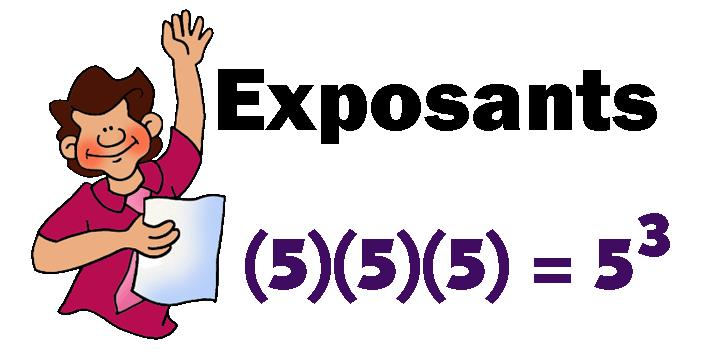 Exposants
(5)(5)(5) = 5³